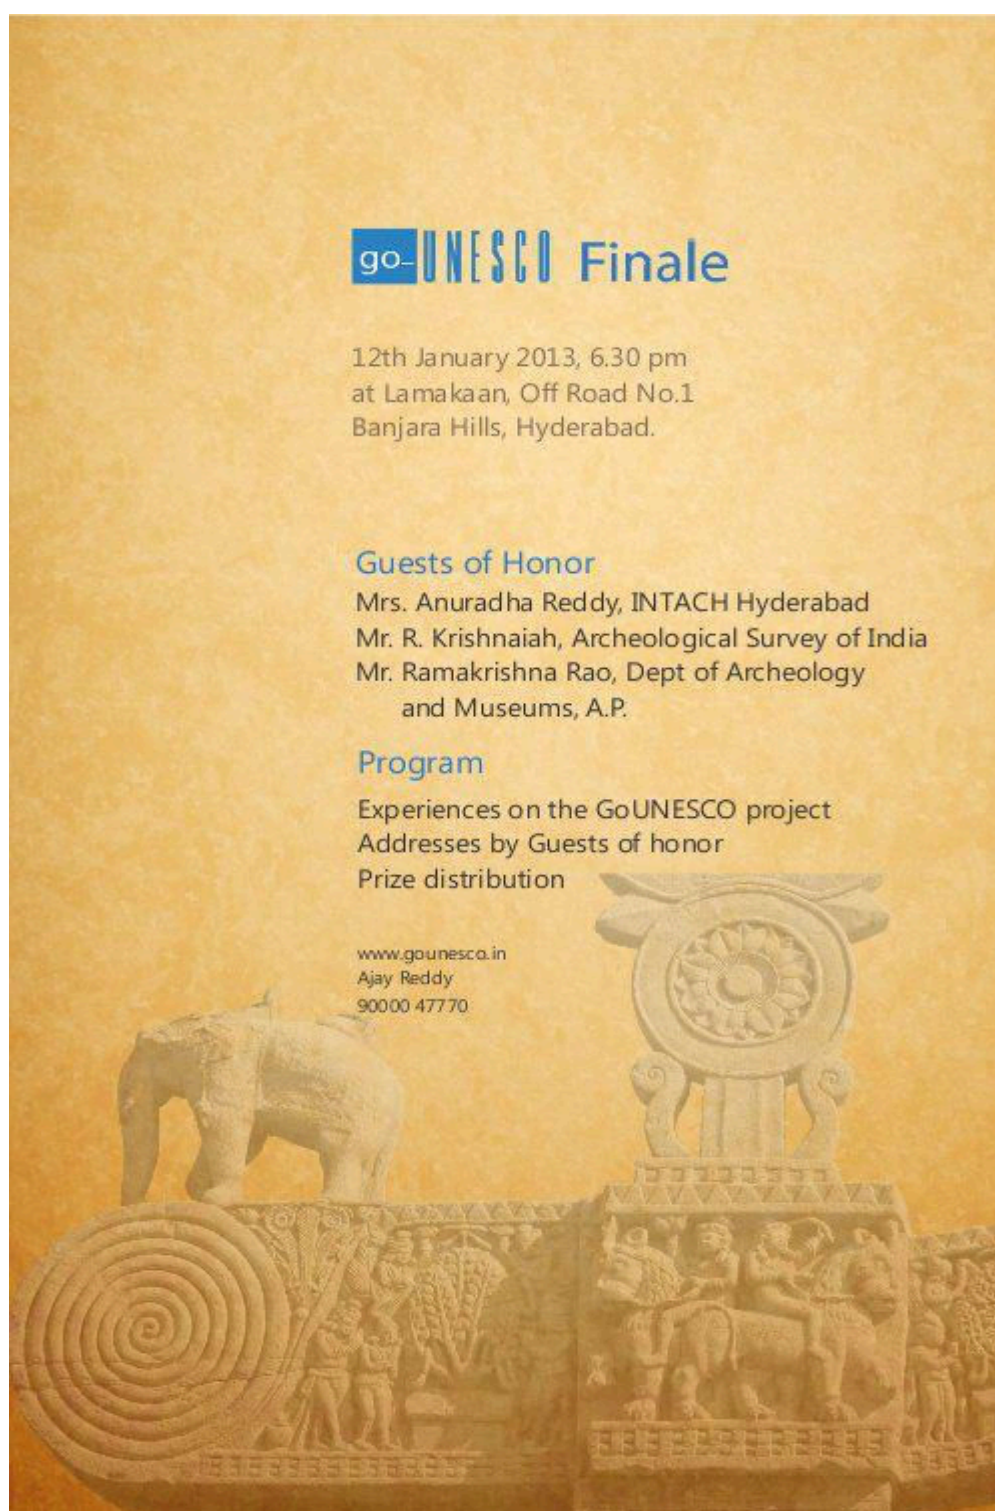 go-UNESCO Finale
12th January 2013, 6.30 pm
at Lamakaan, Off Road No.1
Banjara Hills, Hyderabad.
Guests of Honor
Mrs. Anuradha Reddy, INTACH Hyderabad
Mr. R. Krishnaiah, Archeological Survey of India
Mr. Ramakrishna Rao, Dept of Archeology
and Museums, A.P.
Program
Experiences on the GoUNESCO project
Addresses by Guests of honor
Prize distribution
www.gounesco.in
Ajay Reddy
90000 47770